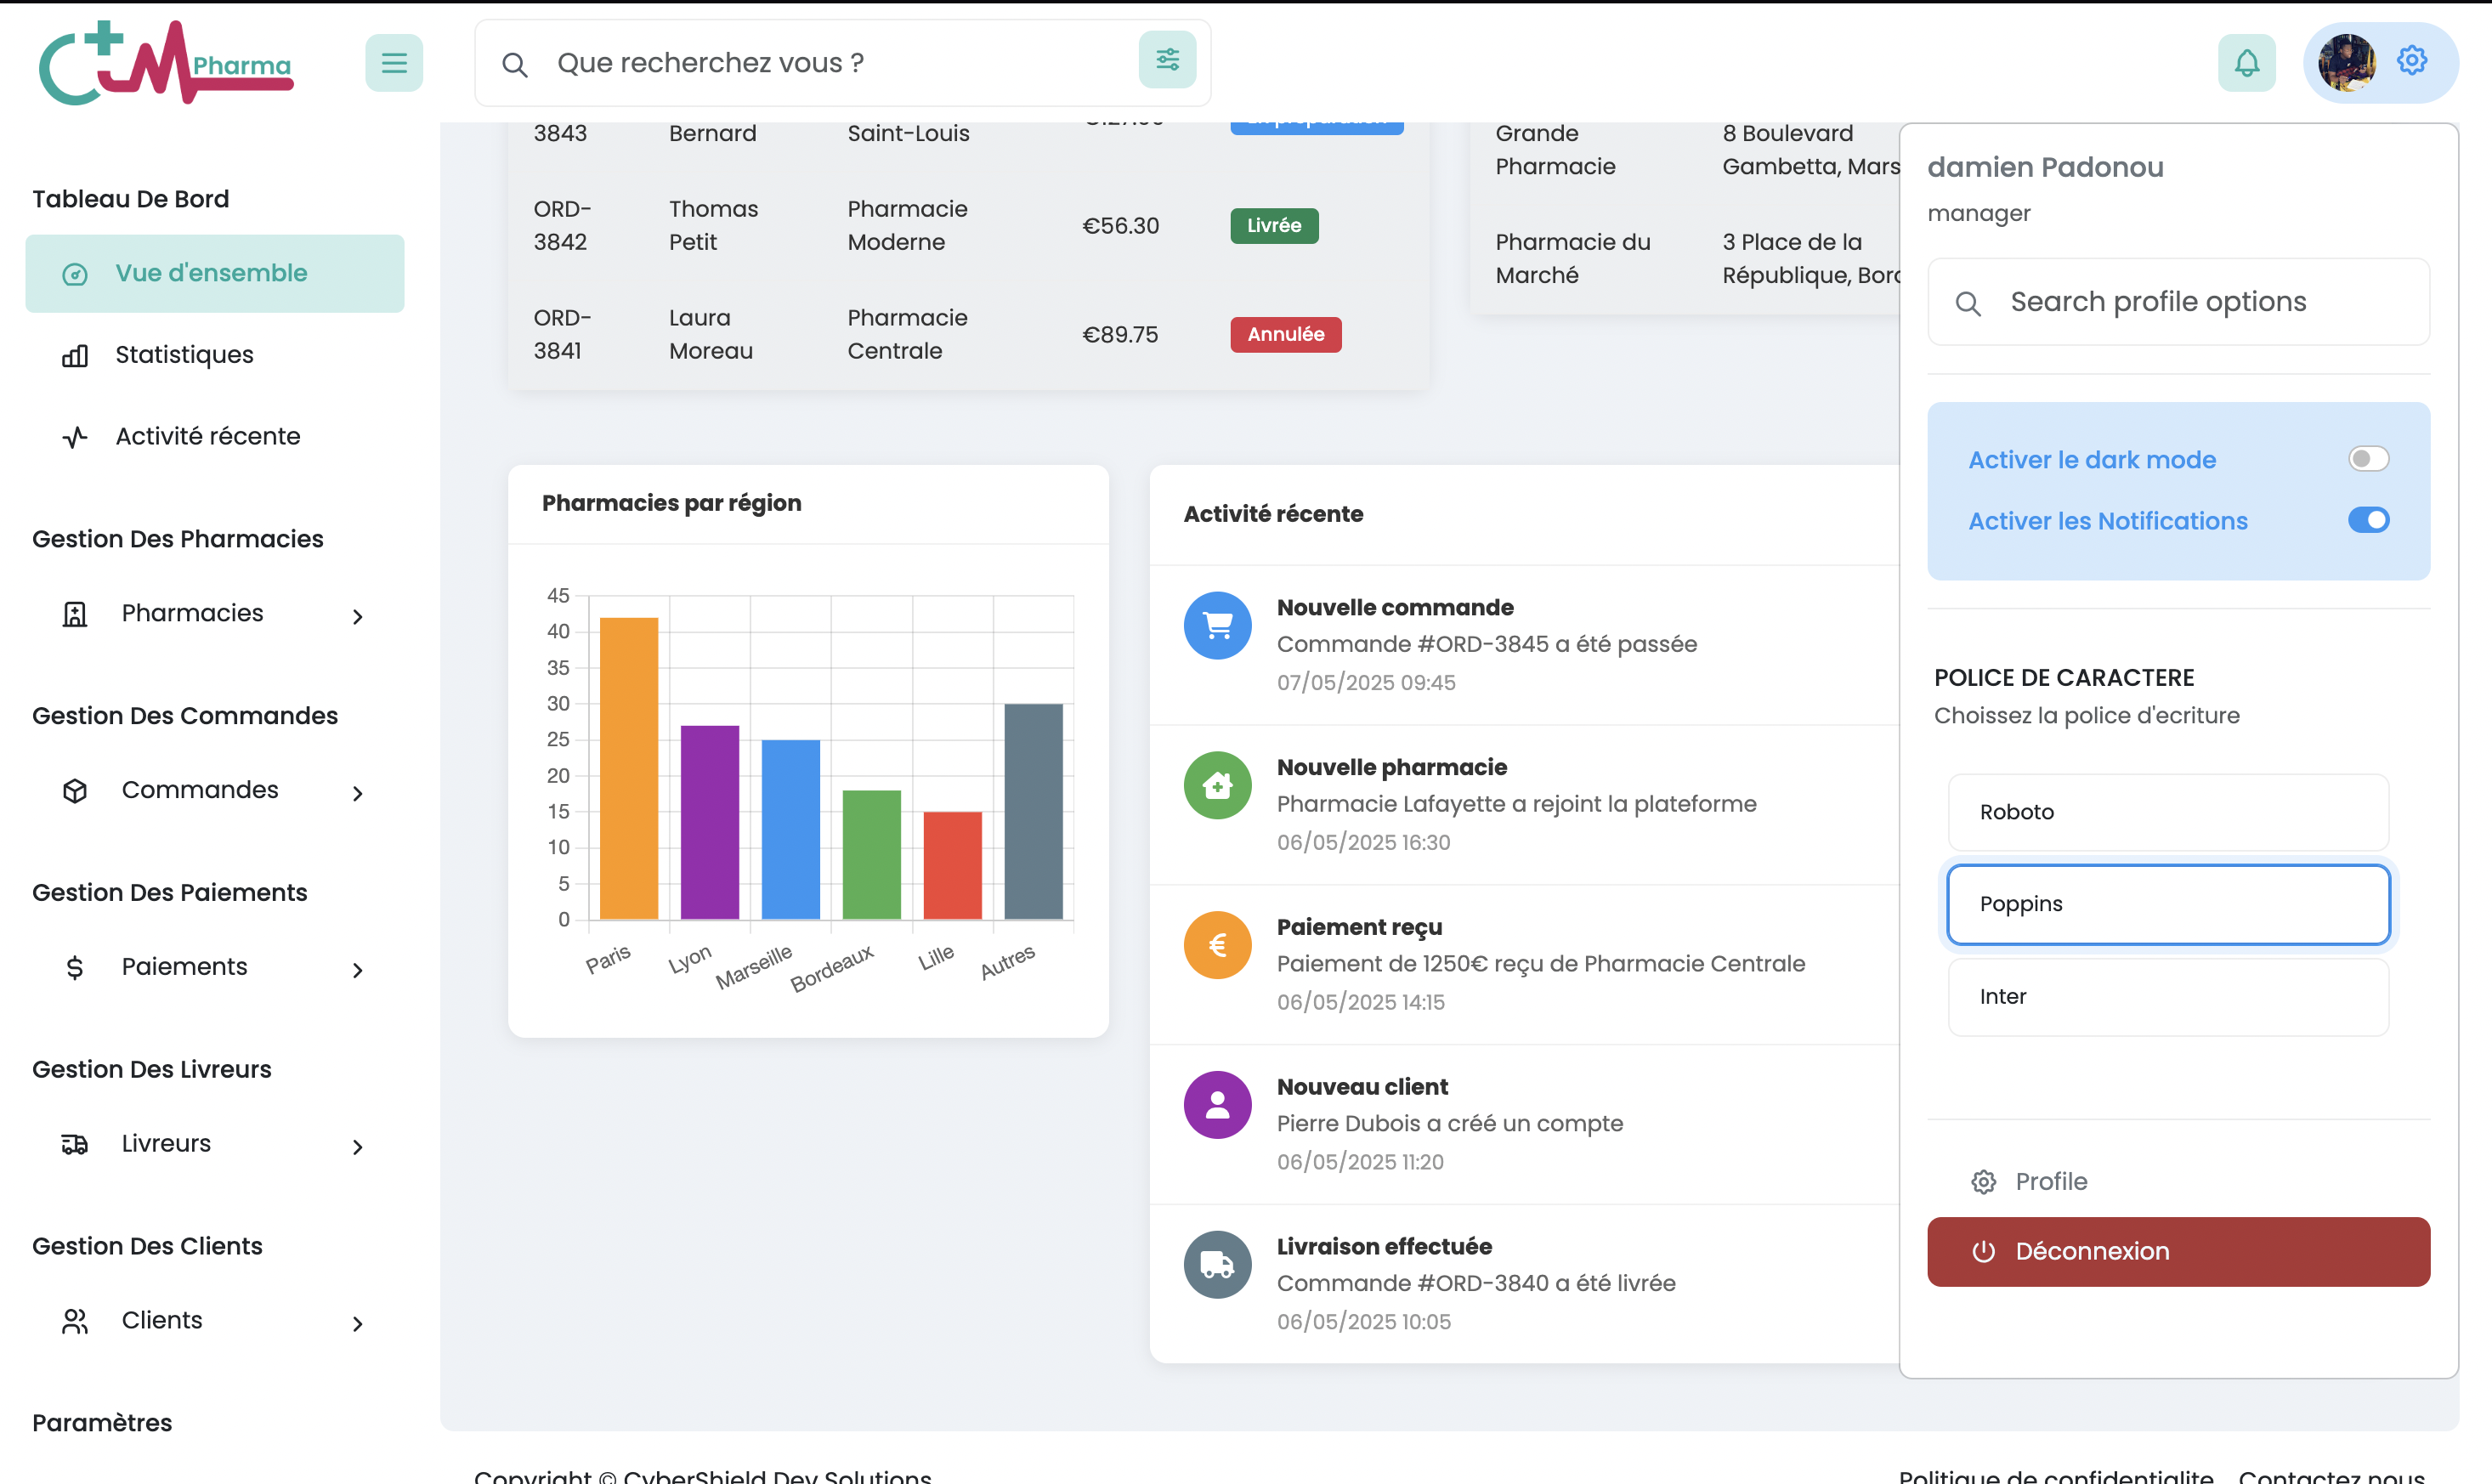 Pharma
Que recherchez vous ?
Tableau De Bord
Vue d'ensemble
Statistiques
Activité récente
Gestion Des Pharmacies
Pharmacies
Gestion Des Commandes
Commandes
Gestion Des Paiements
Paiements
Gestion Des Livreurs
Livreurs
Gestion Des Clients
Clients
Paramètres
3843
Bernard
Saint-Louis
ORD-
3842
Thomas
Petit
Pharmacie
Moderne
€56.30
Livrée
ORD-
3841
Laura
Moreau
Pharmacie
Centrale
€89.75
Annulée
Grande
Pharmacie
8 Boulevard
Gambetta, Mars
Pharmacie du
Marché
3 Place de la
République, Bord
Pharmacies par région
45
40
35
30
25
20
15
10
5
0
Paris
Lyon
Marseille
Bordeaux
Lille
Autres
Activité récente
Nouvelle commande
Commande #ORD-3845 a été passée
07/05/2025 09:45
Nouvelle pharmacie
Pharmacie Lafayette a rejoint la plateforme
06/05/2025 16:30
Paiement reçu
Paiement de 1250€ reçu de Pharmacie Centrale
06/05/2025 14:15
Nouveau client
Pierre Dubois a créé un compte
06/05/2025 11:20
Livraison effectuée
Commande #ORD-3840 a été livrée
06/05/2025 10:05
damien Padonou
manager
Search profile options
Activer le dark mode
Activer les Notifications
POLICE DE CARACTERE
Choissez la police d'ecriture
Roboto
Poppins
Inter
Profile
Déconnexion
Copyright © CyberShield Dev Solutions
Politique de confidentialite
Contactez nous